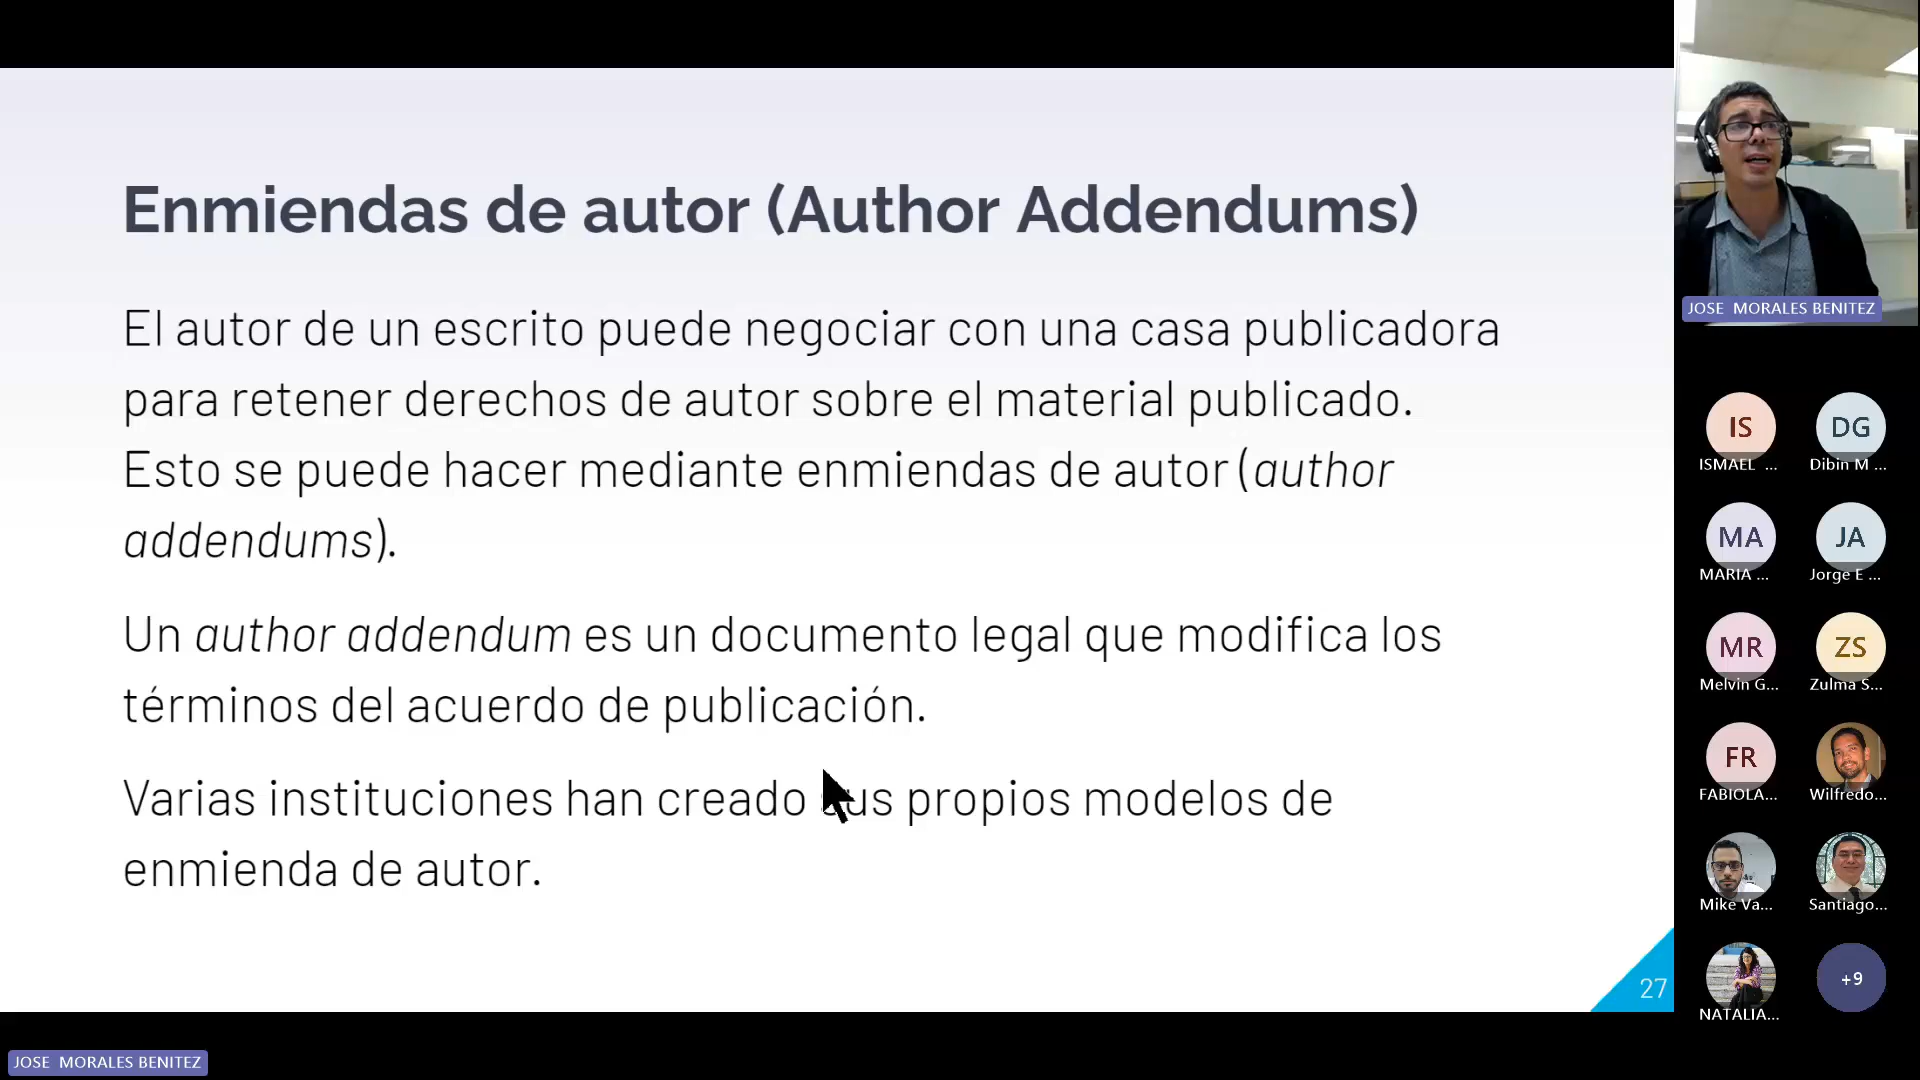 Enmiendas de autor (Author Addendums)
El autor de un escrito puede negociar con una casa publicadora
para retener derechos de autor sobre el material publicado.
Esto se puede hacer mediante enmiendas de autor (author
addendums).
Un author addendum es un documento legal que modifica los
términos del acuerdo de publicación.
Varias instituciones han creado sus propios modelos de
enmienda de autor.
27
JOSE MORALES BENITEZ
JOSE MORALES BENITEZ
IS
DG
ISMAEL ...
Dibin M ...
MA
JA
MARIA ...
Jorge E ...
MR
ZS
Melvin G...
Zulma S...
FR
FABIOLA...
Wilfredo...
Mike Va...
Santiago...
+9
NATALIA...